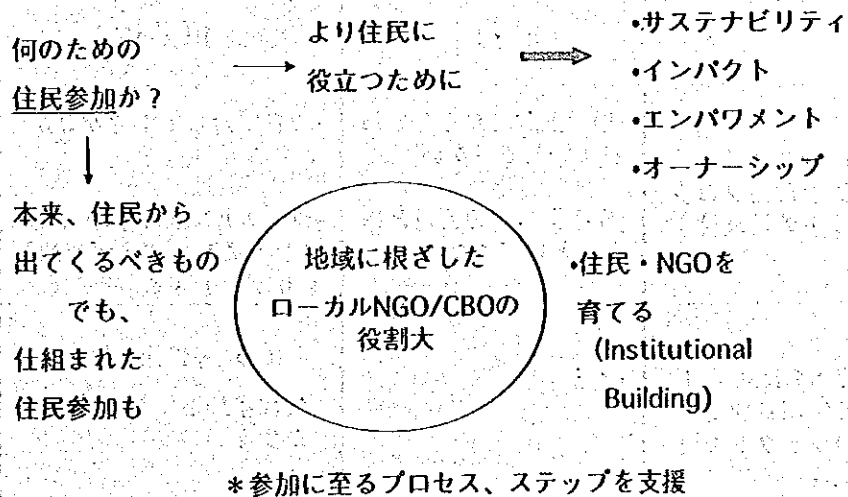 何のための
住民参加か？
より住民に
役立つために
•サステナビリティ
•インパクト
•エンパワメント
•オーナーシップ
本来、住民から
出てくるべきもの
でも、
仕組まれた
住民参加も
地域に根ざした
ローカルNGO/CBOの
役割大
•住民・NGOを
育てる
(Institutional
Building)
＊参加に至るプロセス、ステップを支援